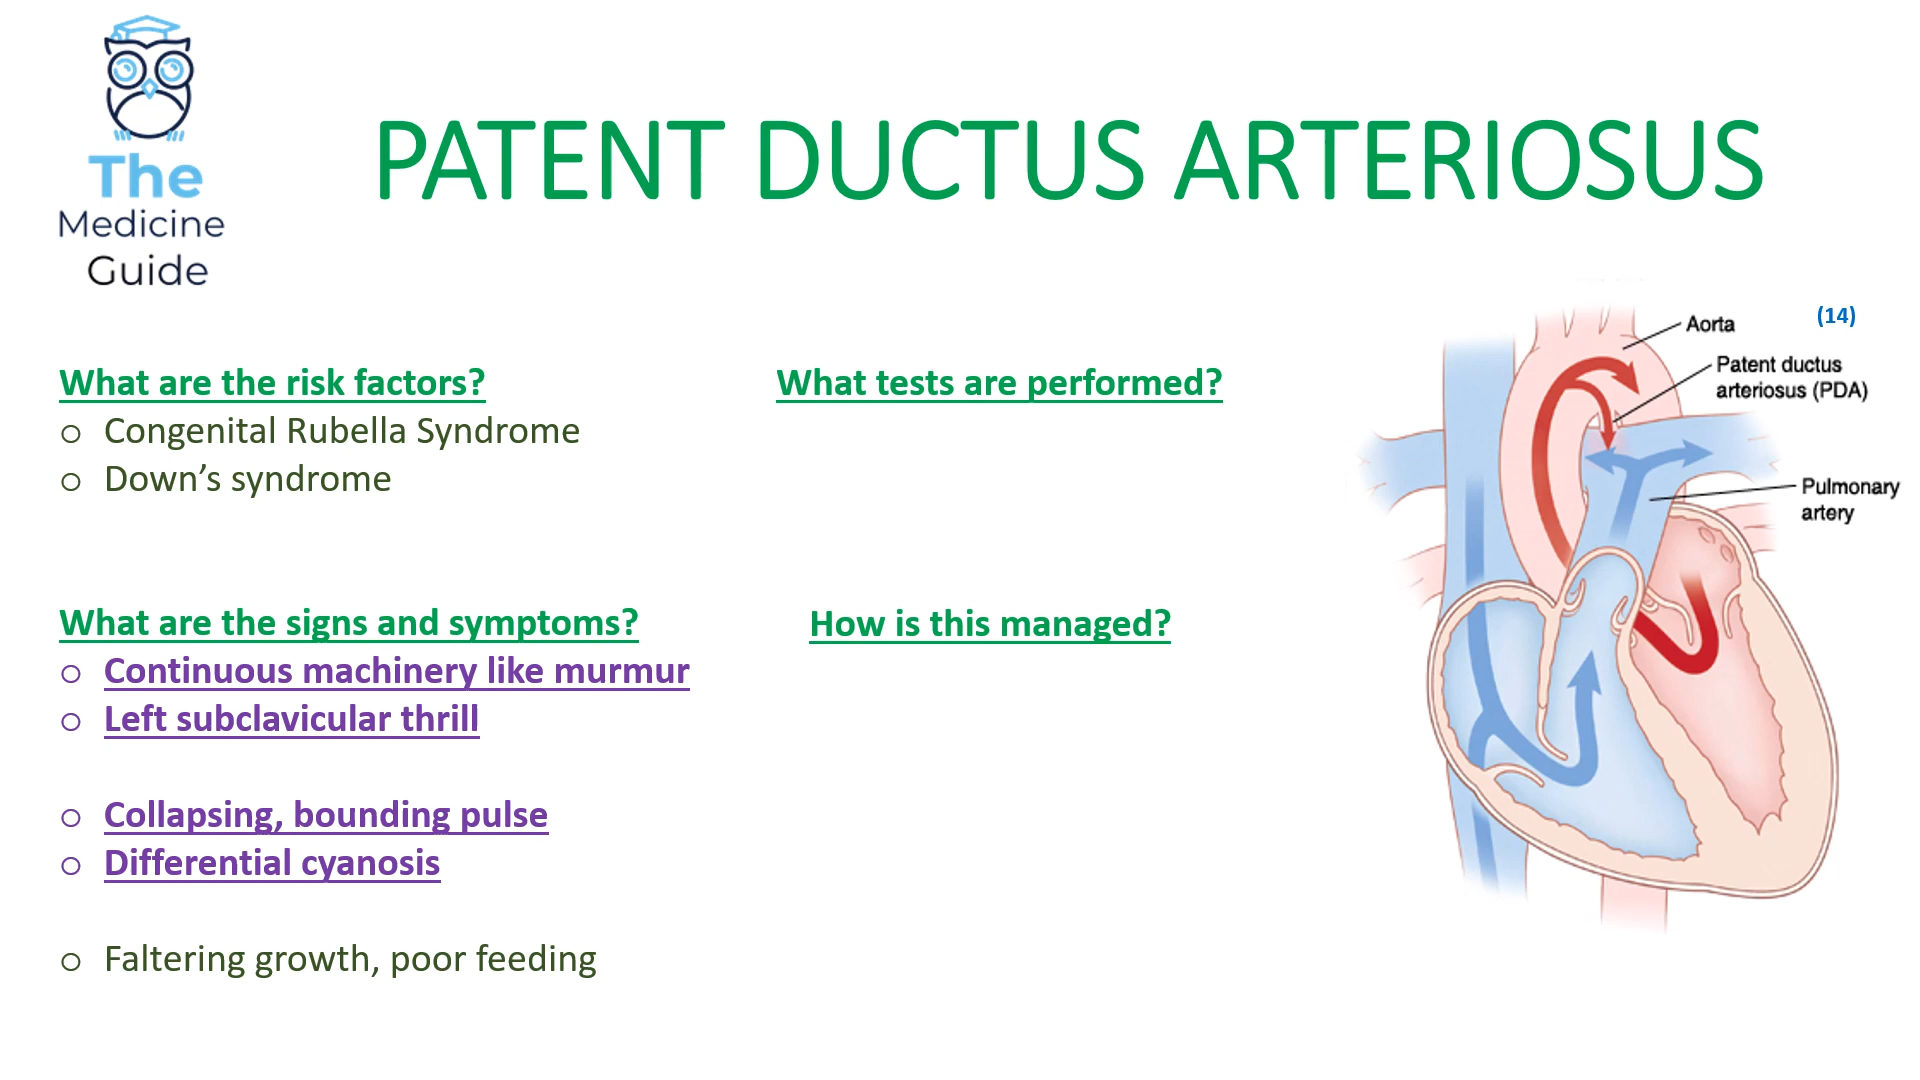 The
Medicine
Guide
PATENT DUCTUS ARTERIOSUS
What are the risk factors?
o Congenital Rubella Syndrome
o Down’s syndrome
What are the signs and symptoms?
o Continuous machinery like murmur
o Left subclavicular thrill
o Collapsing, bounding pulse
o Differential cyanosis
o Faltering growth, poor feeding
What tests are performed?
How is this managed?
(14)
Aorta
Patent ductus
arteriosus (PDA)
Pulmonary
artery